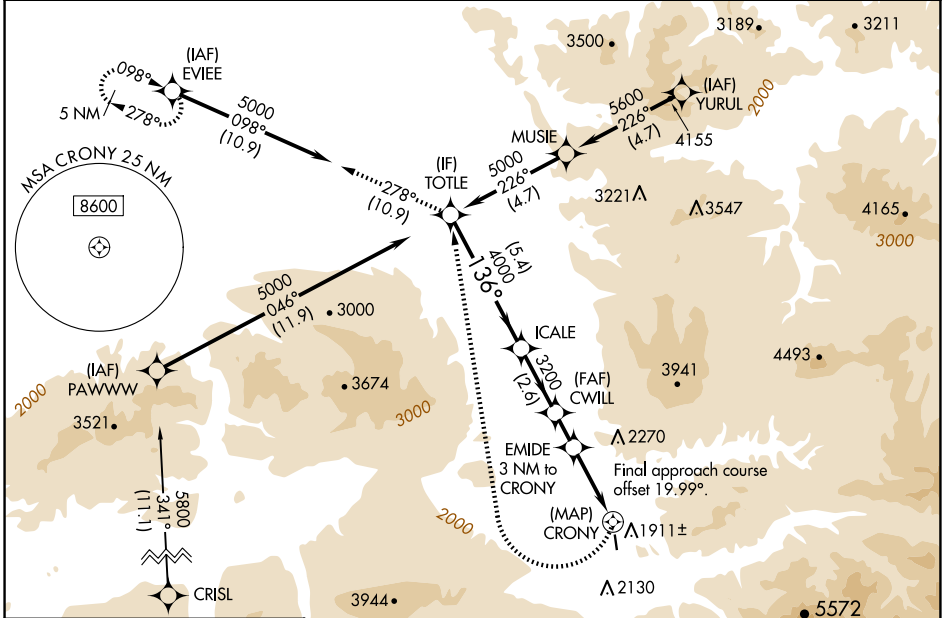 (IAF)
EVIEE
098°
278°
5 NM
5000
098°
(10.9)
278°
(10.9)
MSA CRONY 25 NM
8600
3500
3189
3211
(IAF)
YURUL
2000
5600
226°
(4.7)
4155
MUSIE
5000
226°
(4.7)
(IF)
TOTLE
3221
3547
4165
3000
5000
046°
(11.9)
3000
(5.4)
4000
136°
ICALE
3200
(2.6)
(IAF)
PAWWW
2000
3521
3674
3000
3941
4493
(FAF)
CWILL
2270
EMIDE
3 NM to
CRONY
Final approach course
offset 19.99°.
5800
341°
(11.1)
2000
(MAP)
CRONY
1911±
CRISL
3944
2130
5572